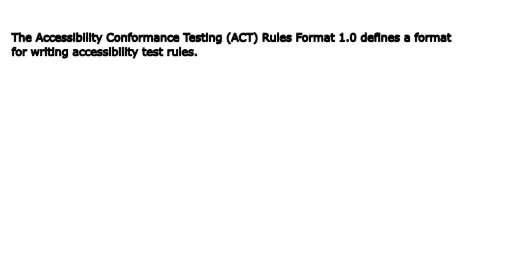 The Accessibility Conformance Testing (ACT) Rules Format 1.0 defines a format
for writing accessibility test rules.